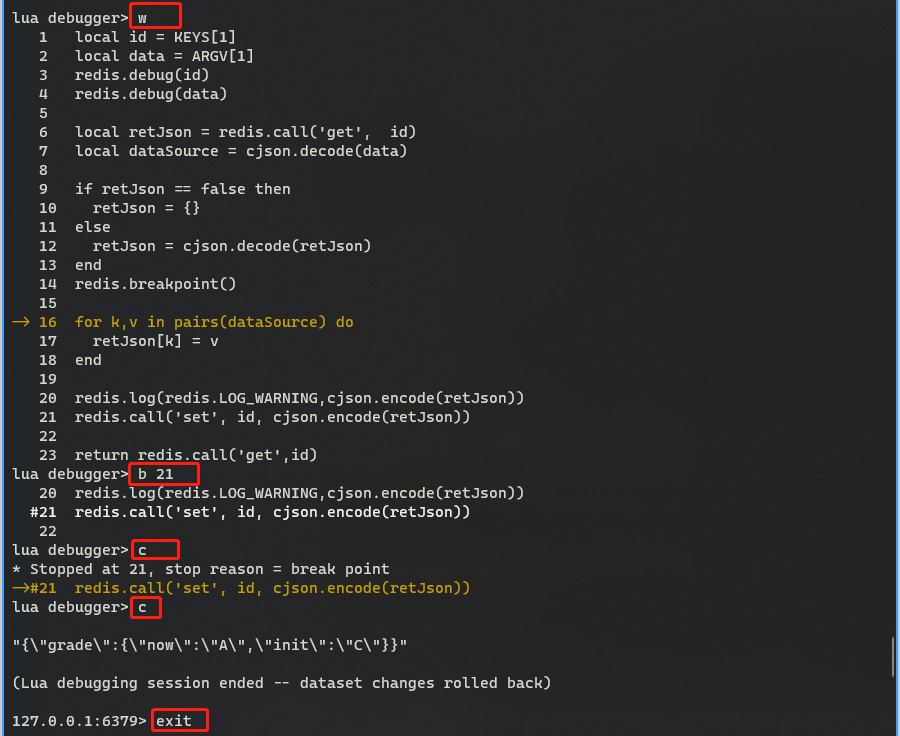 lua debugger> w
1 local id = KEYS[1]
2 local data = ARGV[1]
3 redis.debug(id)
4 redis.debug(data)
5
6 local retJson = redis.call('get',  id)
7 local dataSource = cjson.decode(data)
8
9 if retJson == false then
10   retJson = {}
11 else
12   retJson = cjson.decode(retJson)
13 end
14 redis.breakpoint()
15
-> 16 for k,v in pairs(dataSource) do
17   retJson[k] = v
18 end
19
20 redis.log(redis.LOG_WARNING,cjson.encode(retJson))
21 redis.call('set', id, cjson.encode(retJson))
22
23 return redis.call('get',id)
lua debugger> b 21
20 redis.log(redis.LOG_WARNING,cjson.encode(retJson))
#21 redis.call('set', id, cjson.encode(retJson))
22
lua debugger> c
* Stopped at 21, stop reason = break point
->#21 redis.call('set', id, cjson.encode(retJson))
lua debugger> c
"{\"grade\":{\"now\":\"A\",\"init\":\"C\"}}"
(Lua debugging session ended -- dataset changes rolled back)
127.0.0.1:6379> exit